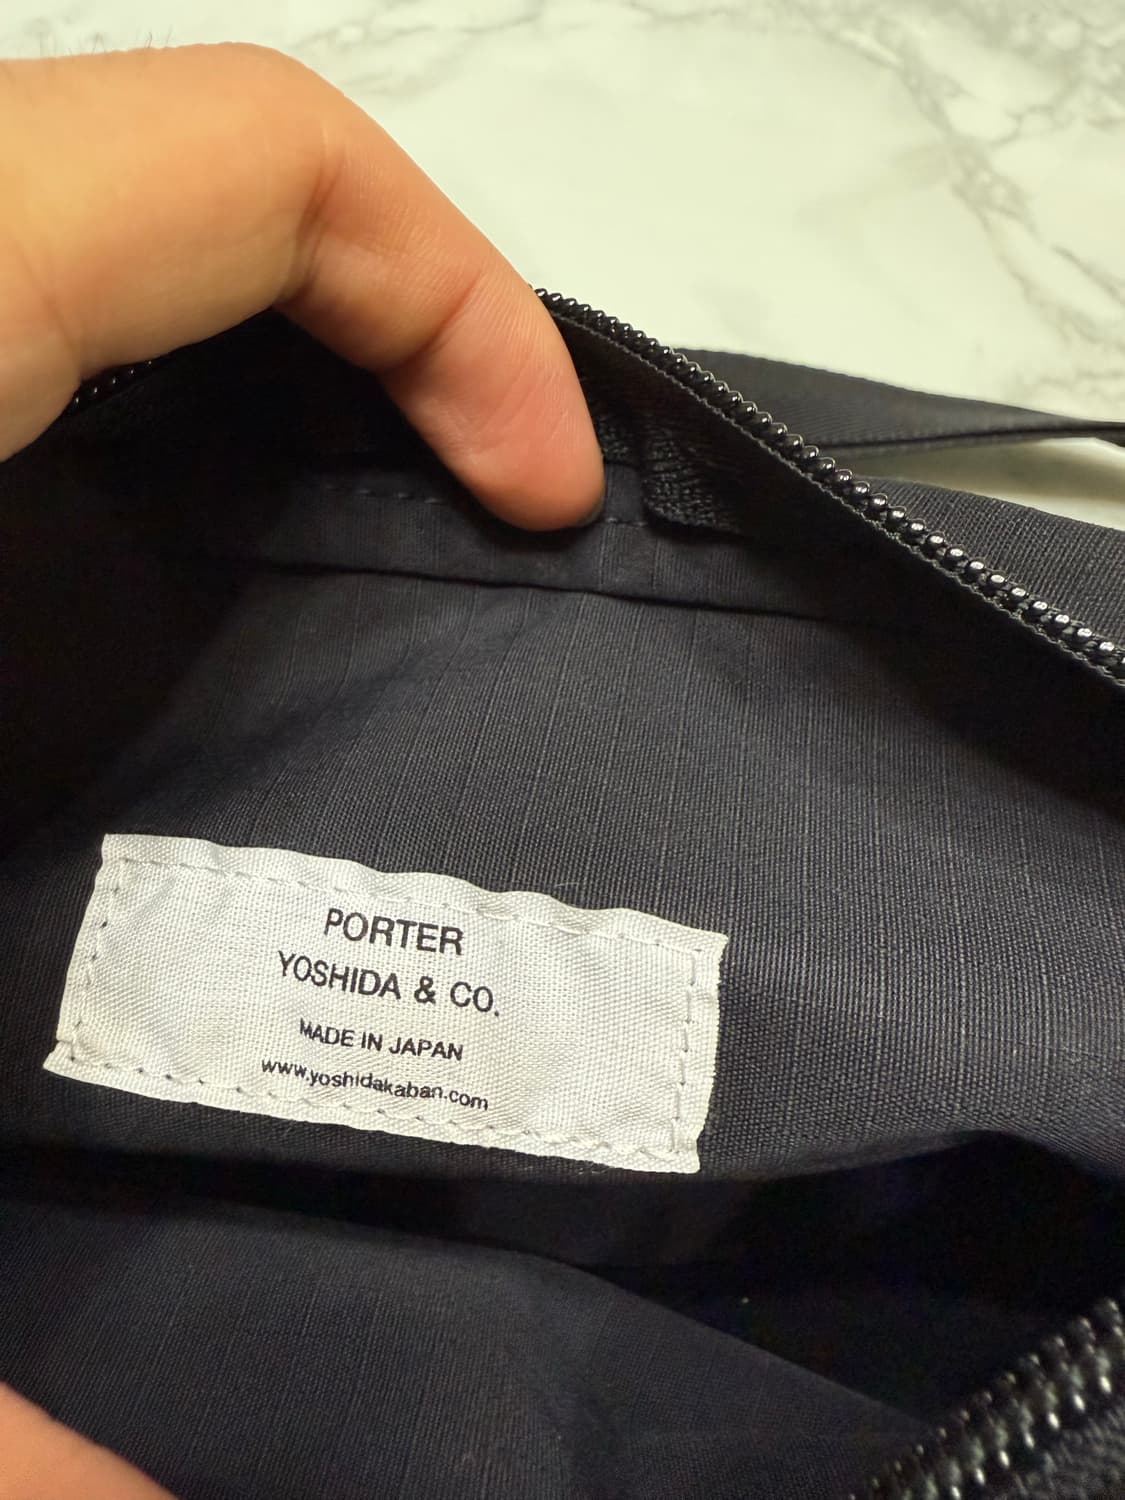 PORTER
YOSHIDA & CO.
MADE IN JAPAN
www.yoshidakaban.com